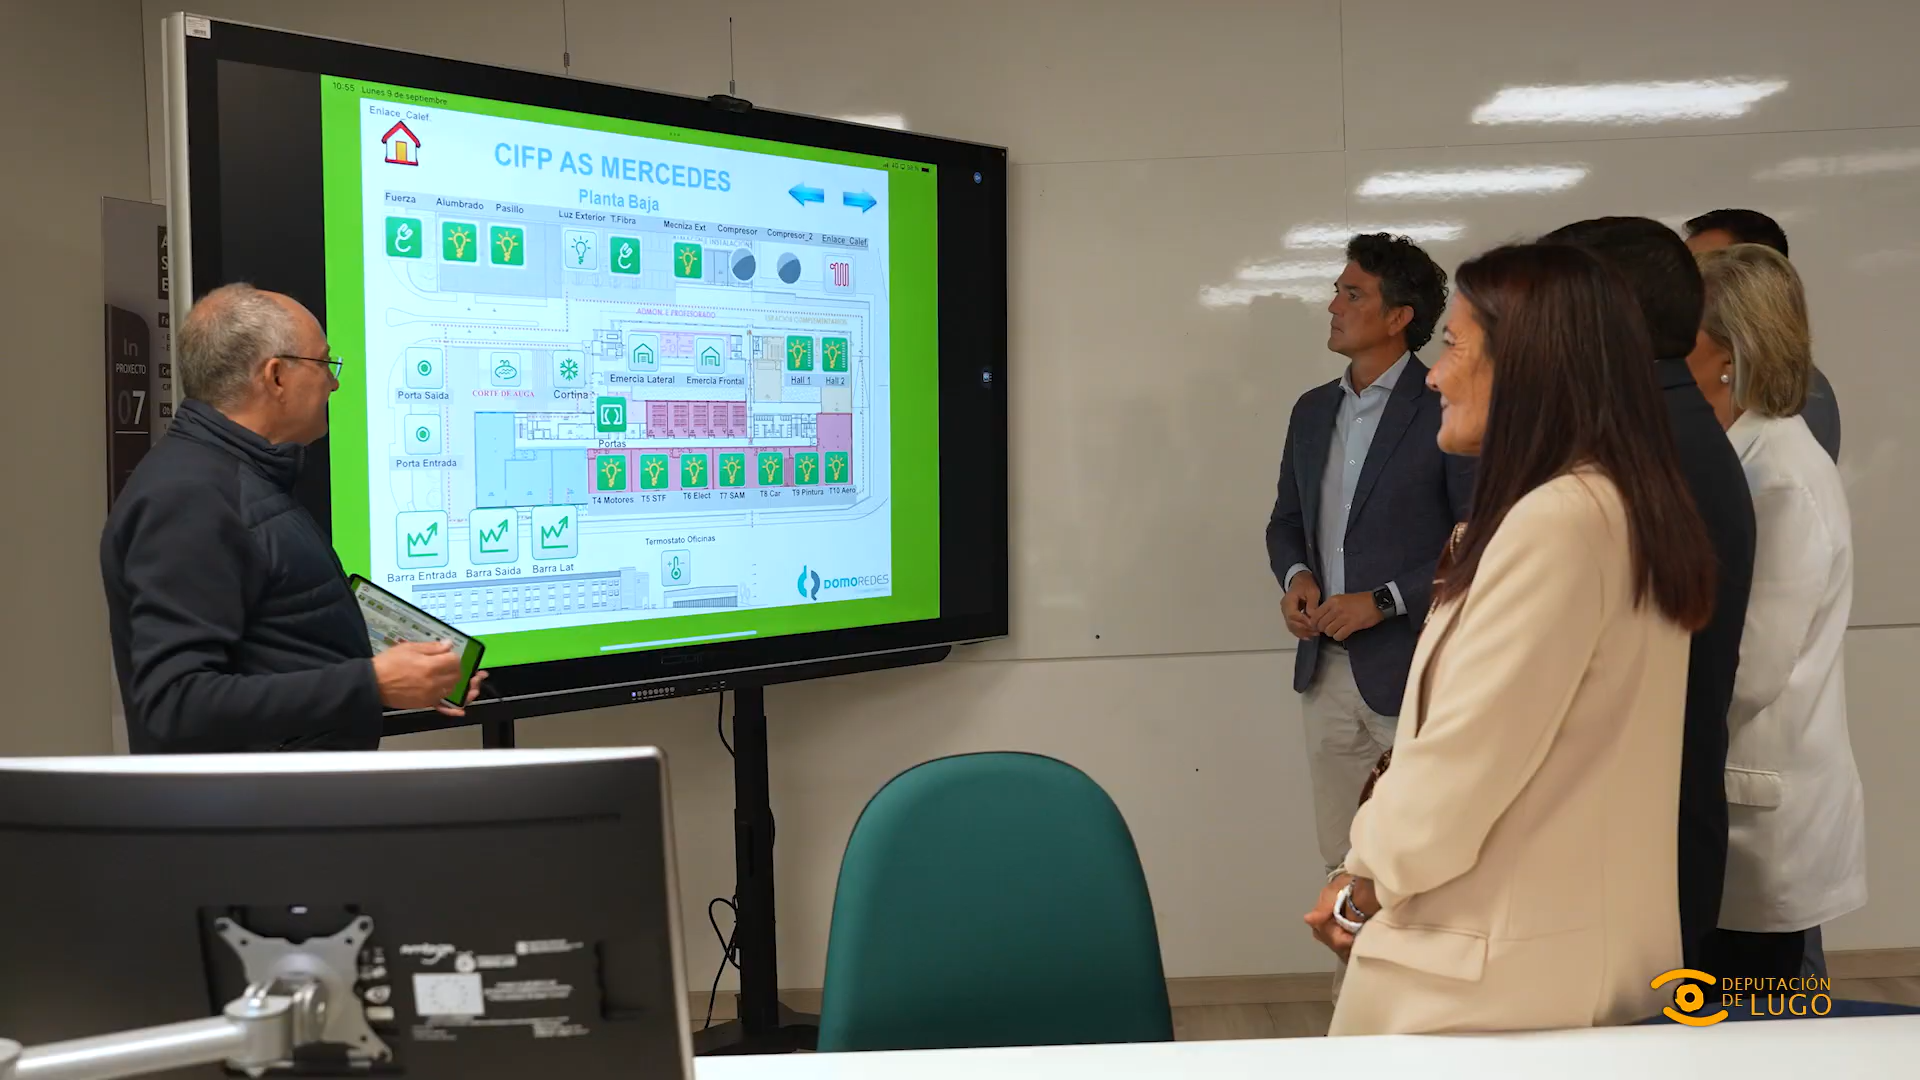 10:55 Lunes 9 de septiembre
Enlace_Calef.
CIFP AS MERCEDES
Planta Baja
Fuerza
Alumbrado
Pasillo
Luz Exterior
T.Fibra
Mecniza Ext
Compresor
Compresor_2
Enlace_Calef.
ADMON. E PROFESORADO
Porta Saida
CORTE DE AUGA
Cortina
Emercia Lateral
Emercia Frontal
Hall 1
Hall 2
Portas
Porta Entrada
T4 Motores
T5 STF
T6 Elect
T7 SAM
T8 Car
T9 Pintura
T10 Aero
Barra Entrada
Barra Saida
Barra Lat
Termostato Oficinas
DOMOREDES
In
PROXECTO
07
DEPUTACIÓN
DE LUGO